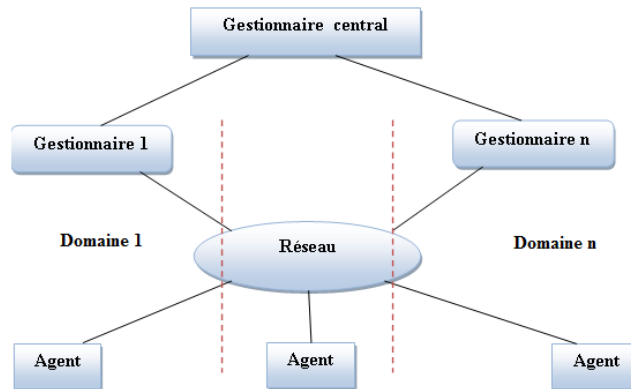 Gestionnaire central
Gestionnaire 1
Gestionnaire n
Domaine 1
Réseau
Domaine n
Agent
Agent
Agent